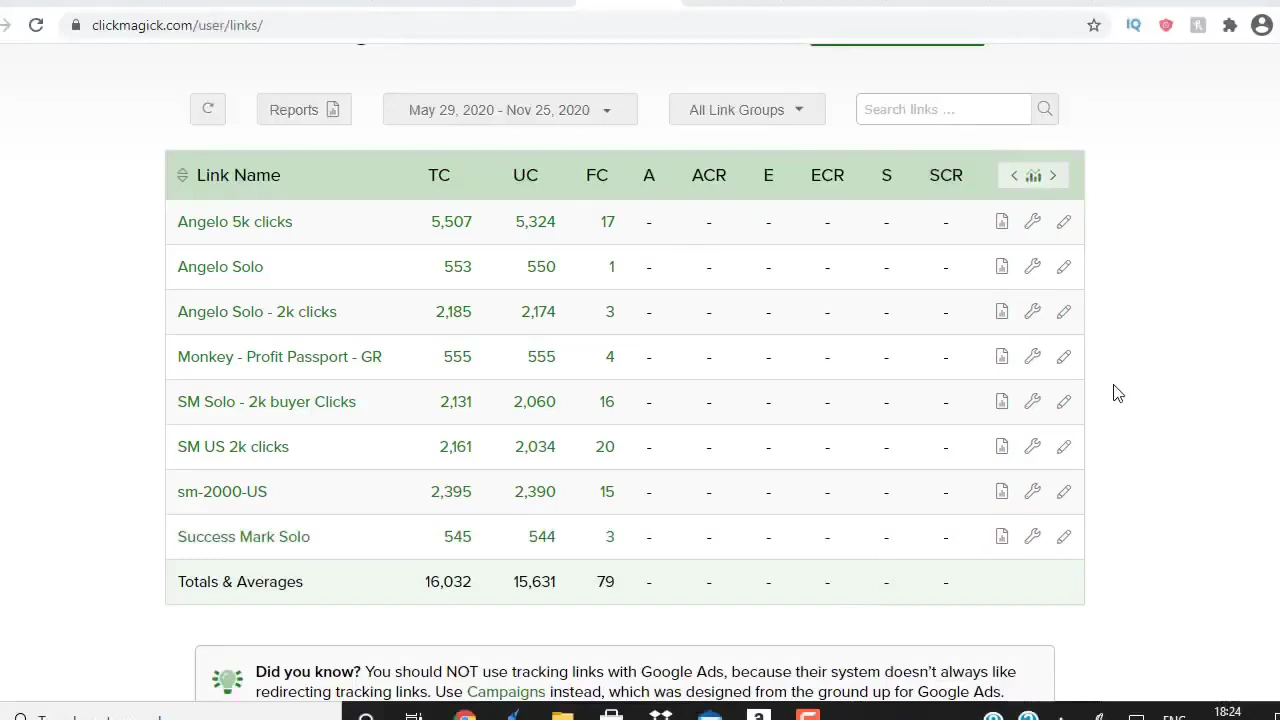 clickmagick.com/user/links/
IQ
Reports May 29, 2020 - Nov 25, 2020 All Link Groups Search links ...
Link Name TC UC FC A ACR E ECR S SCR < >
Angelo 5k clicks 5,507 5,324 17 - - - - - -
Angelo Solo 553 550 1 - - - - - -
Angelo Solo - 2k clicks 2,185 2,174 3 - - - - - -
Monkey - Profit Passport - GR 555 555 4 - - - - - -
SM Solo - 2k buyer Clicks 2,131 2,060 16 - - - - - -
SM US 2k clicks 2,161 2,034 20 - - - - - -
sm-2000-US 2,395 2,390 15 - - - - - -
Success Mark Solo 545 544 3 - - - - - -
Totals & Averages 16,032 15,631 79 - - - - - -
Did you know? You should NOT use tracking links with Google Ads, because their system doesn't always like
redirecting tracking links. Use Campaigns instead, which was designed from the ground up for Google Ads.
18:24